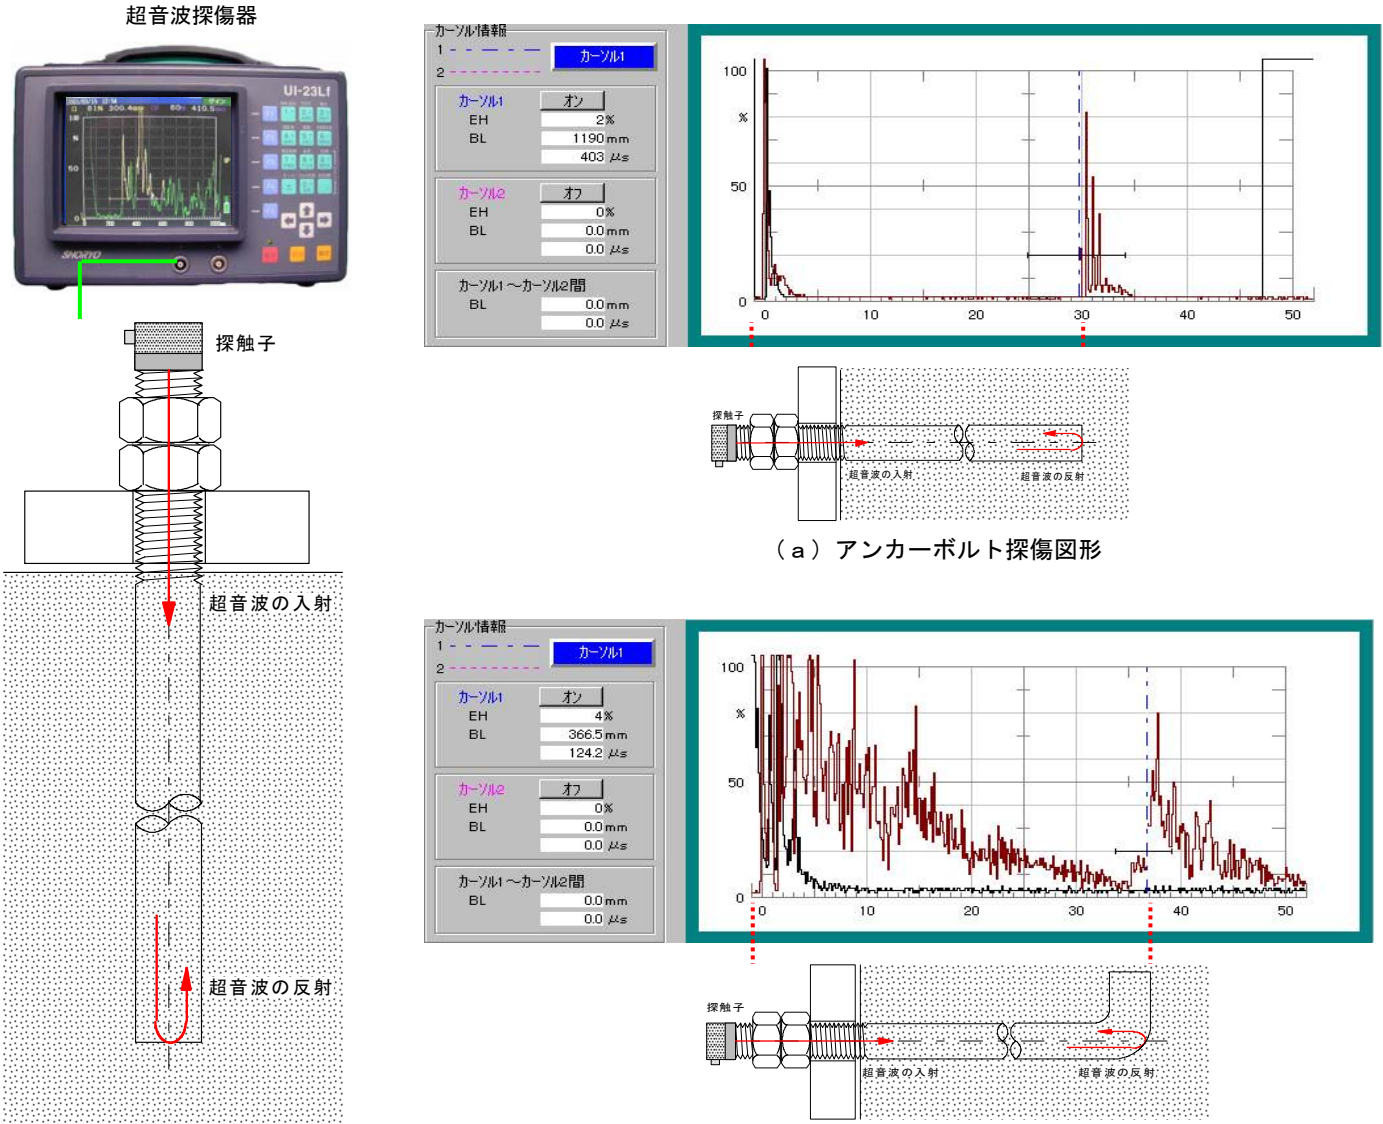 超音波探傷器
UI-23Lf
100
%
50
0
SHORYO
探触子
超音波の入射
超音波の反射
カーソル情報
1
2
カーソル1
カーソル1
オン
EH
2%
BL
1190mm
403 μs
カーソル2
オフ
EH
0%
BL
0.0mm
0.0 μs
カーソル1～カーソル2間
BL
0.0mm
0.0 μs
100
%
50
0
0 10 20 30 40 50
探触子
超音波の入射
超音波の反射
(a) アンカーボルト探傷図形
カーソル情報
1
2
カーソル1
カーソル1
オン
EH
4%
BL
366.5mm
124.2 μs
カーソル2
オフ
EH
0%
BL
0.0mm
0.0 μs
カーソル1～カーソル2間
BL
0.0mm
0.0 μs
100
%
50
0
0 10 20 30 40 50
探触子
超音波の入射
超音波の反射